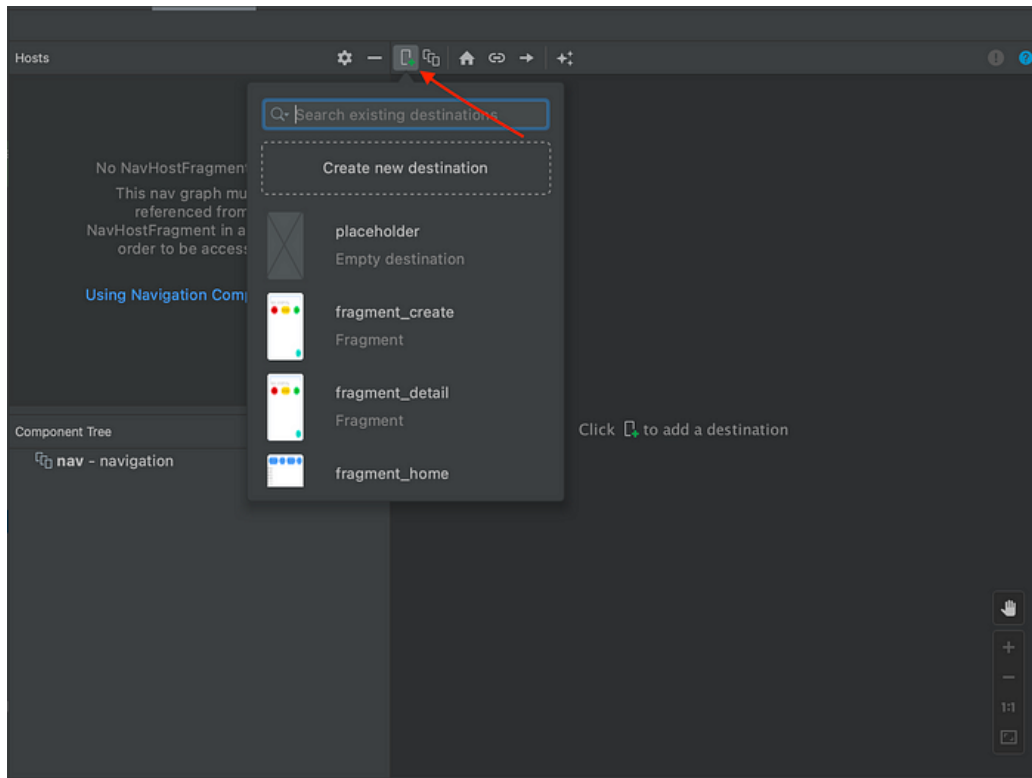 Hosts
Search existing destinations
Create new destination
No NavHostFragment
This nav graph mu
referenced from
NavHostFragment in a
order to be access
Using Navigation Comp
placeholder
Empty destination
fragment_create
Fragment
fragment_detail
Fragment
fragment_home
Component Tree
nav - navigation
Click to add a destination
1:1